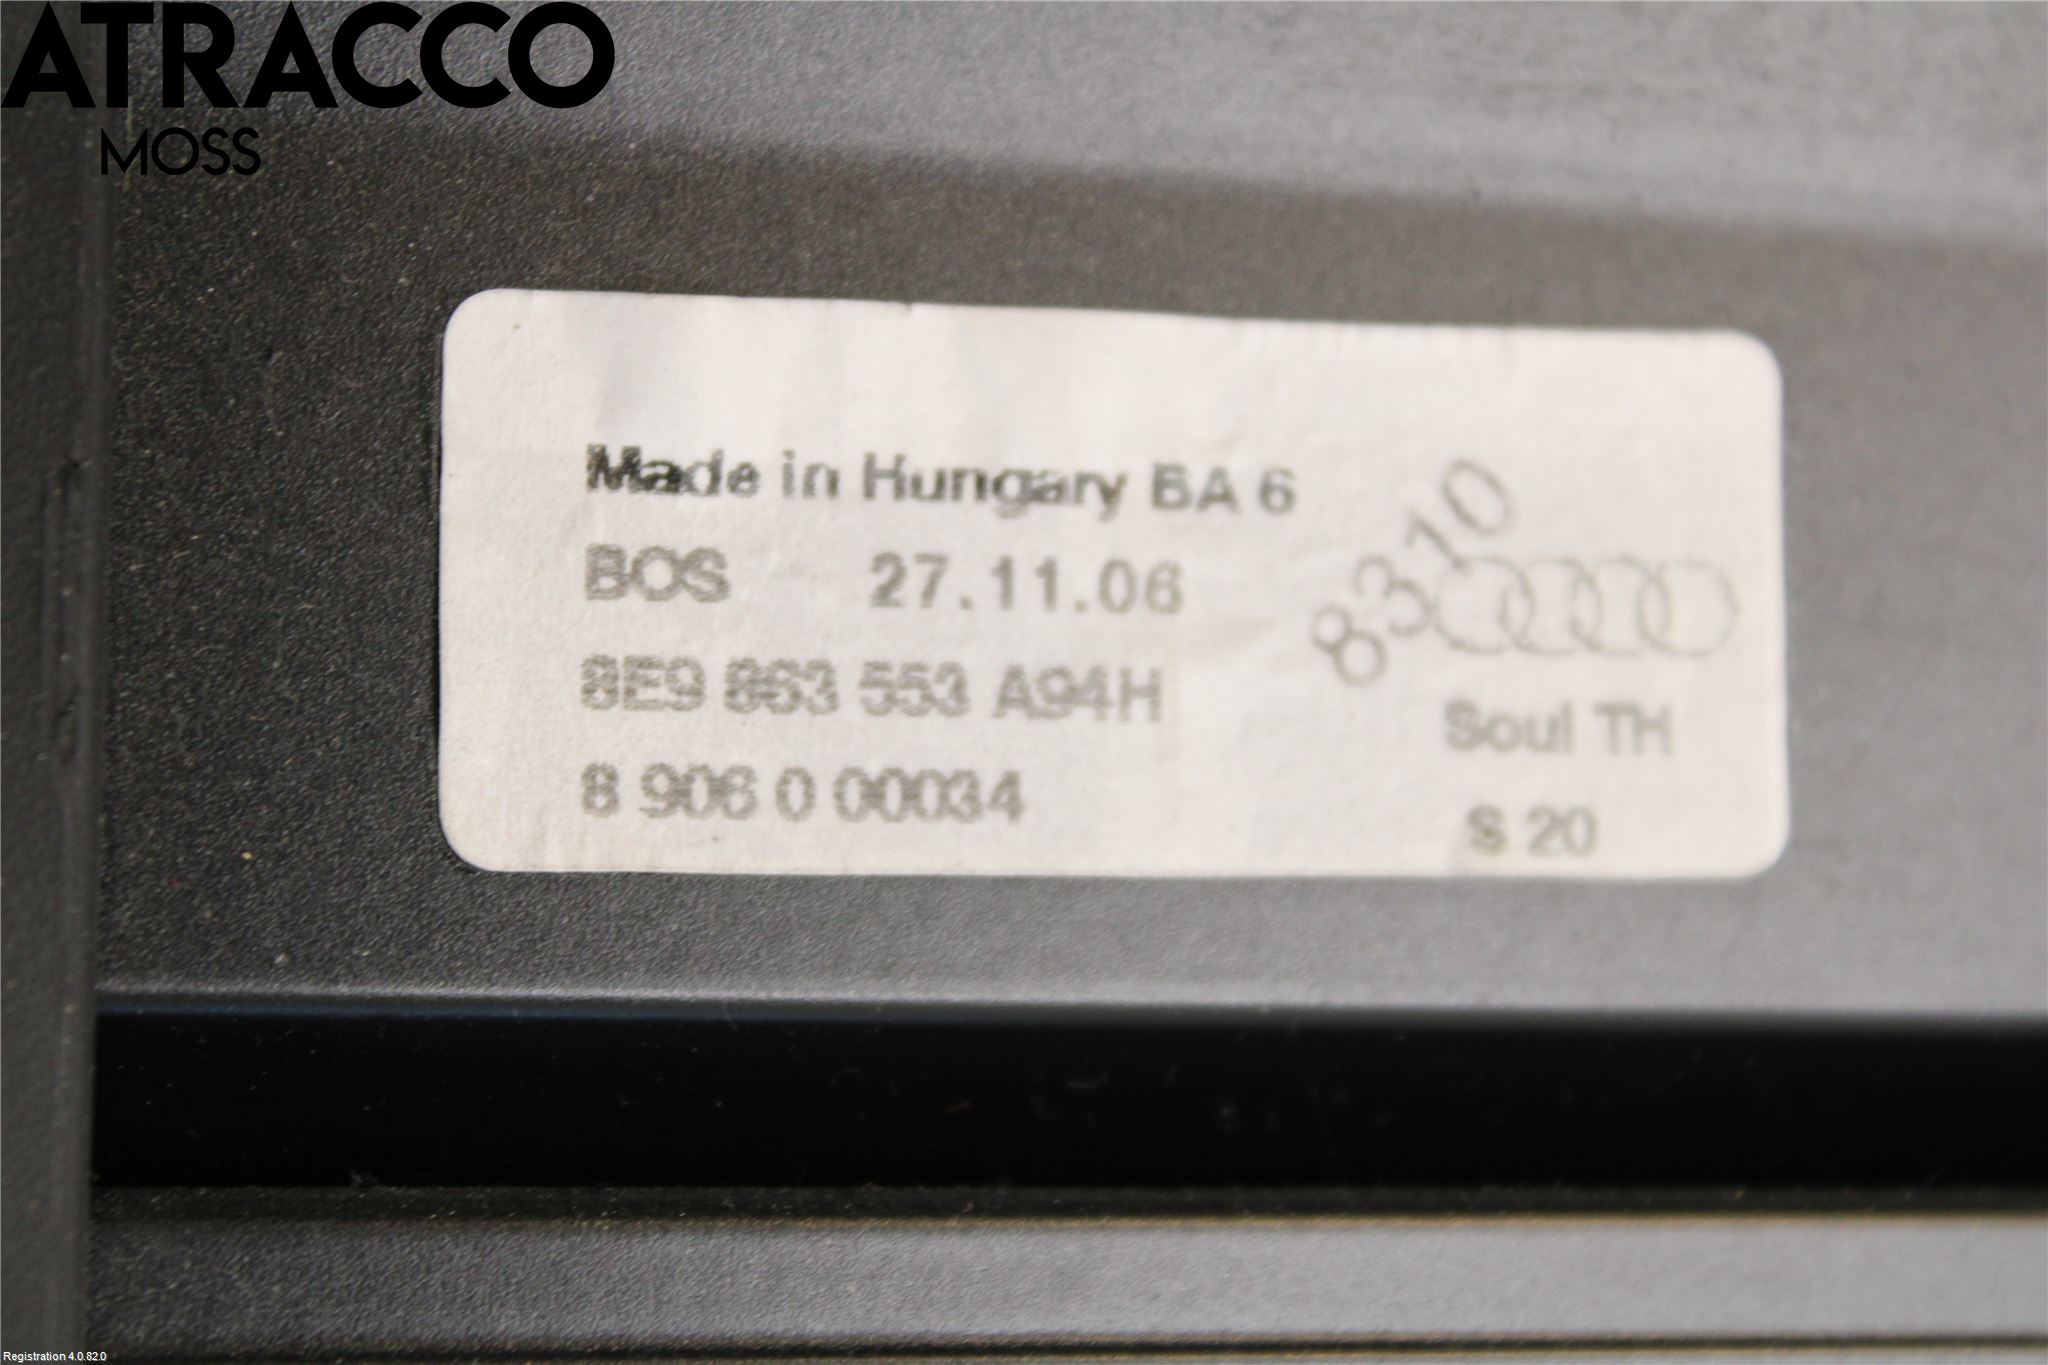 ATRACCO
MOSS
Made in Hungary BA 6
BOS 27.11.06
8310
8E9 863 553 A94H
Soul TH
8 906 0 00034
S 20
Registration 4.0.82.0